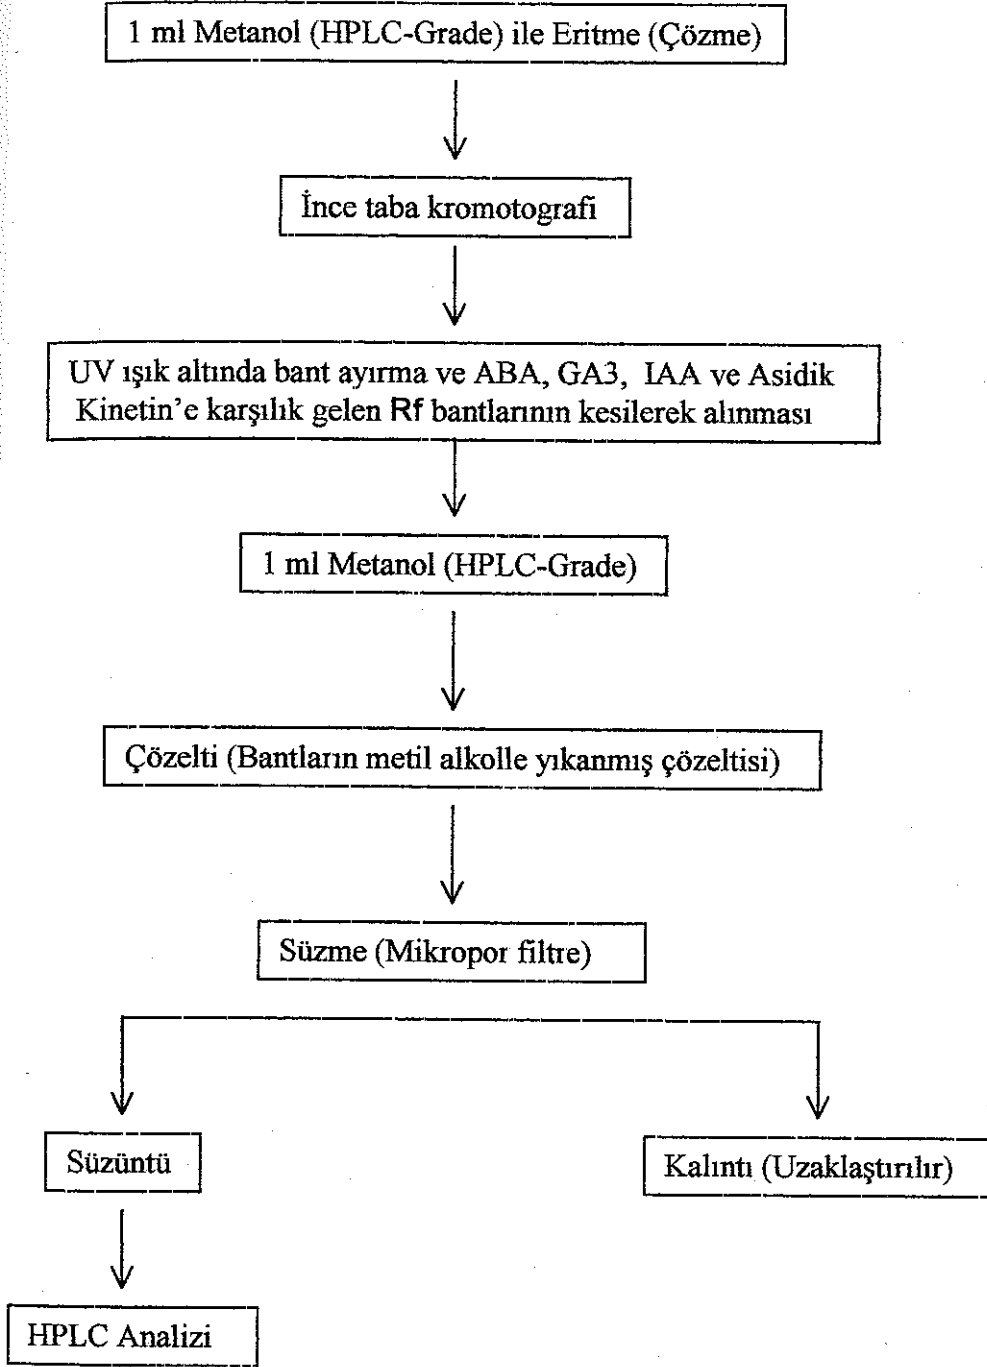 1 ml Metanol (HPLC-Grade) ile Eritme (Çözme)
İnce taba kromotografi
UV ışık altında bant ayırma ve ABA, GA3, IAA ve Asidik
Kinetin'e karşılık gelen Rf bantlarının kesilerek alınması
1 ml Metanol (HPLC-Grade)
Çözelti (Bantların metil alkolle yıkanmış çözeltisi)
Süzme (Mikropor filtre)
Süzüntü
Kalıntı (Uzaklaştırılır)
HPLC Analizi